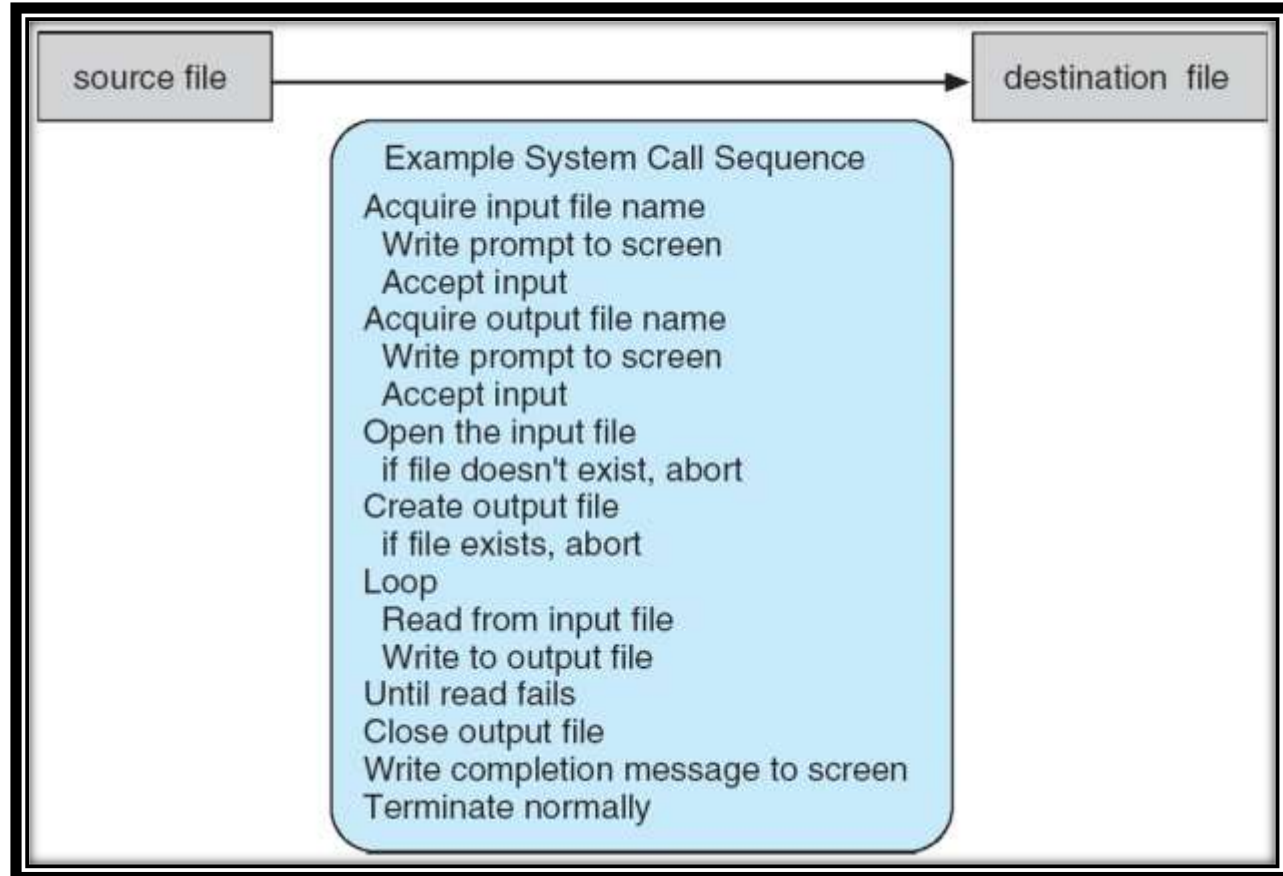 source file
destination file
Example System Call Sequence
Acquire input file name
Write prompt to screen
Accept input
Acquire output file name
Write prompt to screen
Accept input
Open the input file
if file doesn't exist, abort
Create output file
if file exists, abort
Loop
Read from input file
Write to output file
Until read fails
Close output file
Write completion message to screen
Terminate normally